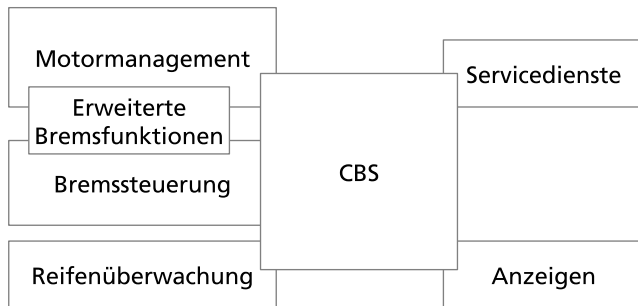 Motormanagement
Erweiterte
Bremsfunktionen
Bremssteuerung
Reifenüberwachung
CBS
Servicedienste
Anzeigen